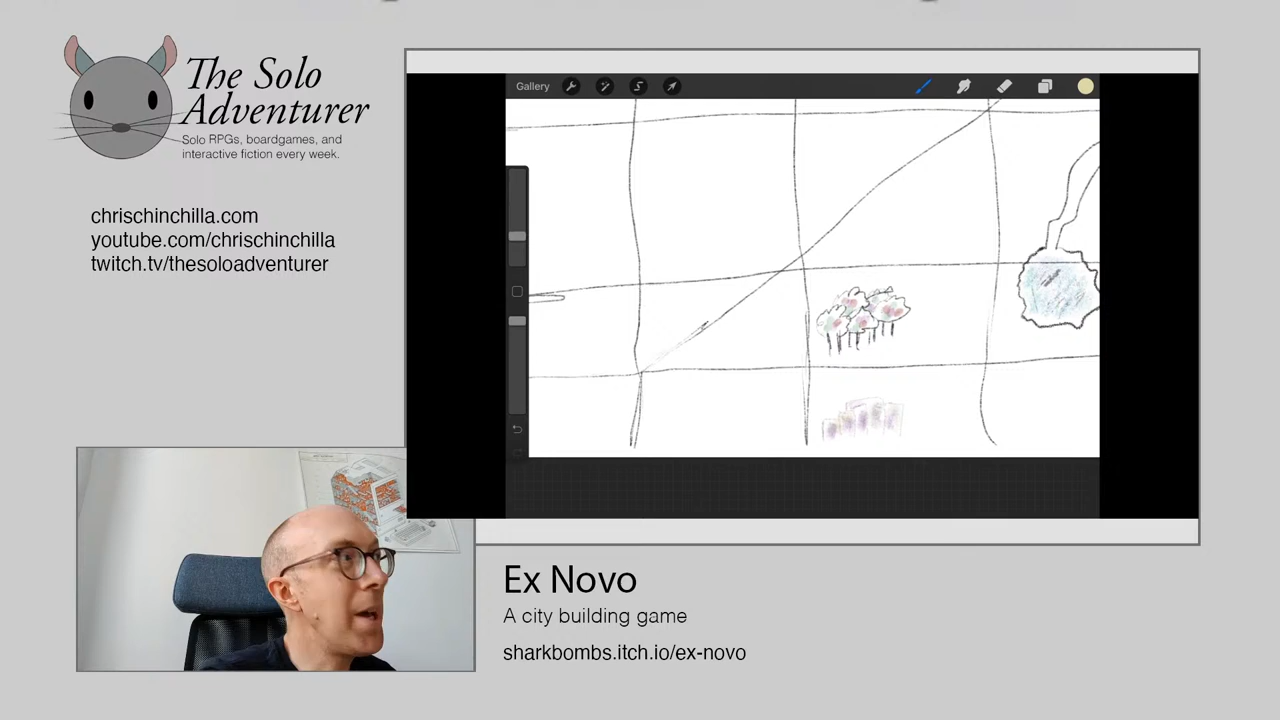 The Solo
Adventurer
Solo RPGs, boardgames, and
interactive fiction every week.
chrischinchilla.com
youtube.com/chrischinchilla
twitch.tv/thesoloadventurer
Gallery
Ex Novo
A city building game
sharkbombs.itch.io/ex-novo